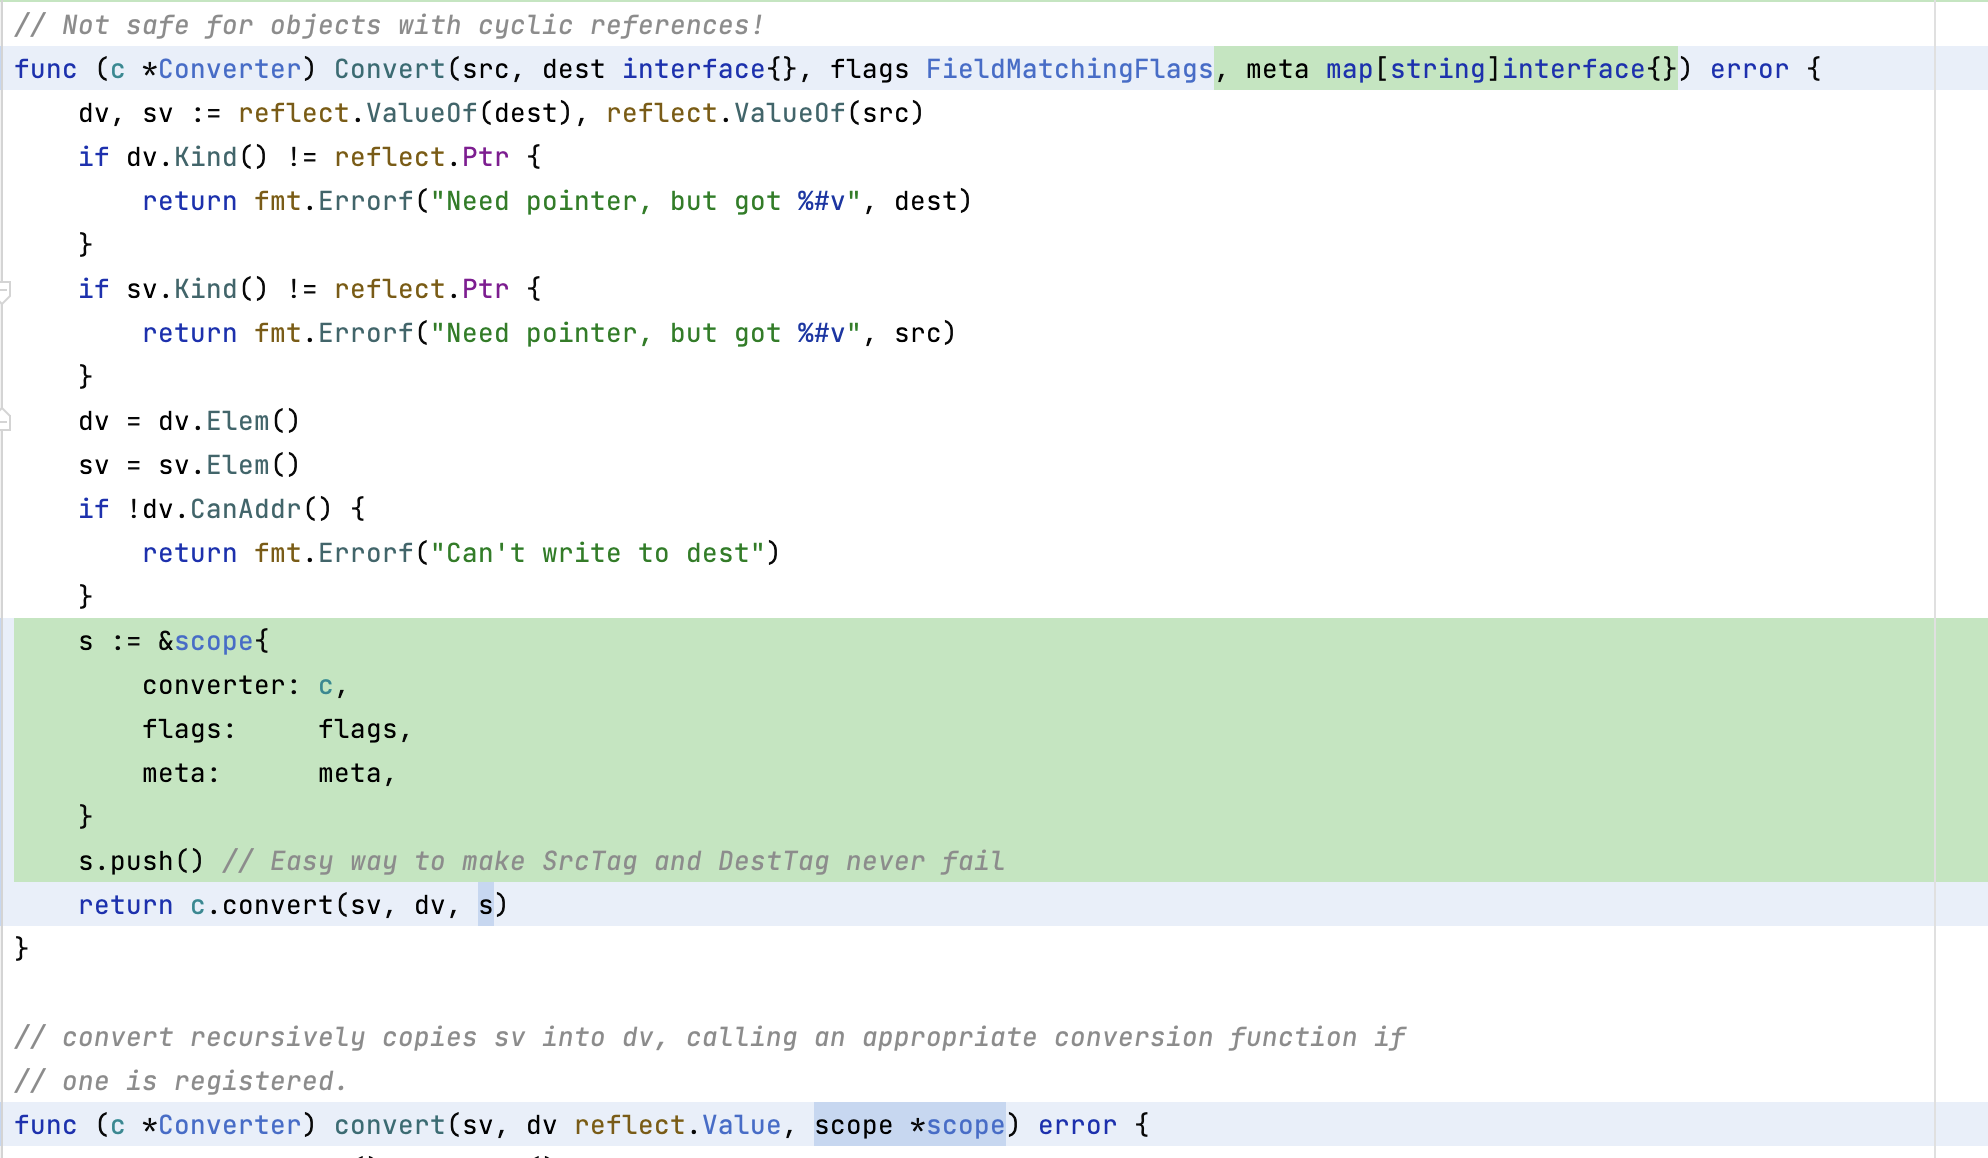 // Not safe for objects with cyclic references!
func (c *Converter) Convert(src, dest interface{}, flags FieldMatchingFlags, meta map[string]interface{}) error {
    dv, sv := reflect.ValueOf(dest), reflect.ValueOf(src)
    if dv.Kind() != reflect.Ptr {
        return fmt.Errorf("Need pointer, but got %#v", dest)
    }
    if sv.Kind() != reflect.Ptr {
        return fmt.Errorf("Need pointer, but got %#v", src)
    }
    dv = dv.Elem()
    sv = sv.Elem()
    if !dv.CanAddr() {
        return fmt.Errorf("Can't write to dest")
    }
    s := &scope{
        converter: c,
        flags:     flags,
        meta:      meta,
    }
    s.push() // Easy way to make SrcTag and DestTag never fail
    return c.convert(sv, dv, s)
}

// convert recursively copies sv into dv, calling an appropriate conversion function if
// one is registered.
func (c *Converter) convert(sv, dv reflect.Value, scope *scope) error {